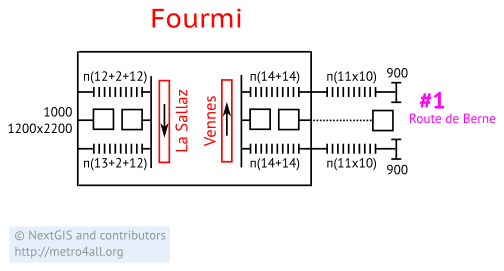 Fourmi
п(12+2+12)
п(14+14)
п(11x10)
900
1000
1200x2200
La Sallaz
Vennes
#1
Route de Berne
п(13+2+12)
п(14+14)
п(11x10)
900
© NextGIS and contributors
http://metro4all.org